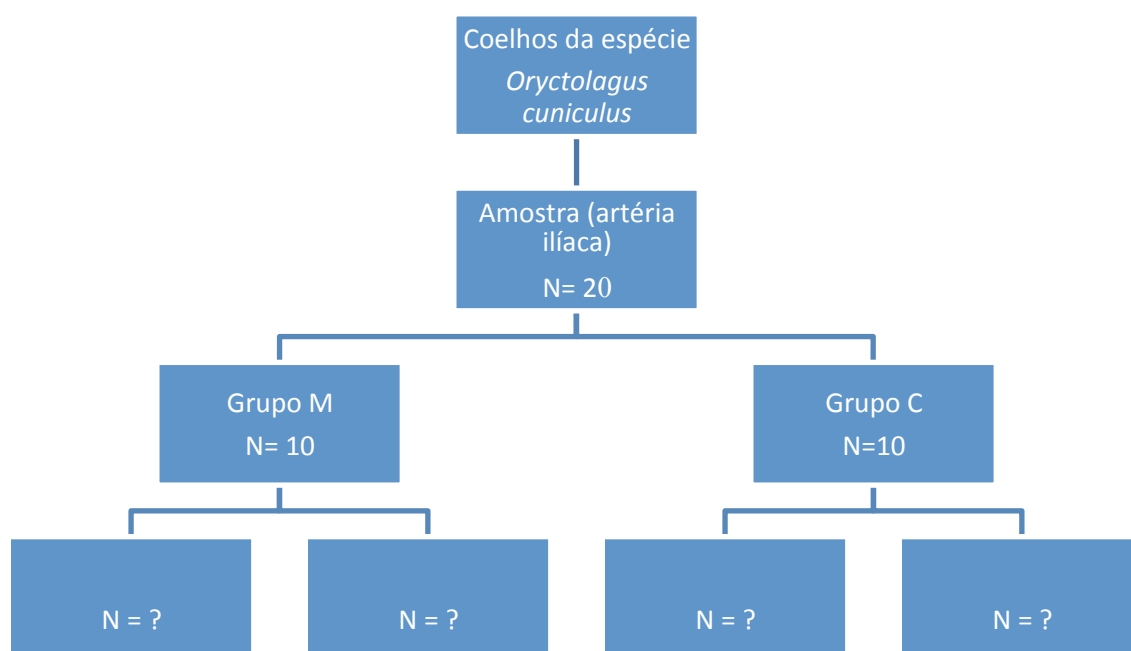 Coelhos da espécie
Oryctolagus
cuniculus
Amostra (artéria
ilíaca)
N= 20
Grupo M
N= 10
Grupo C
N=10
N = ?
N = ?
N = ?
N = ?